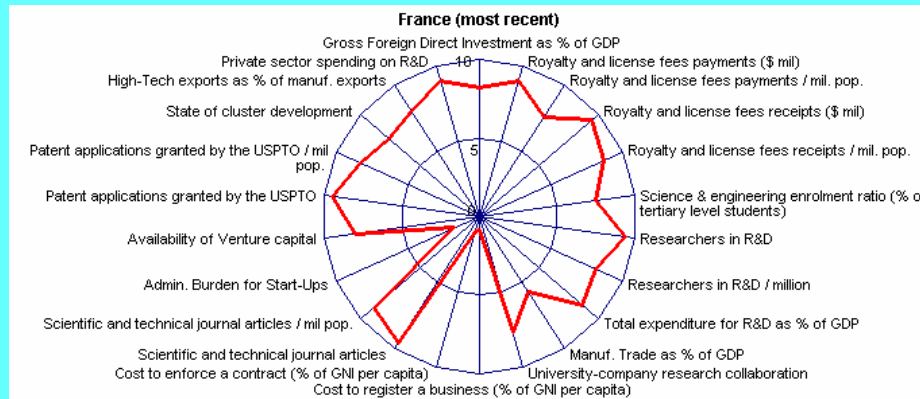 France (most recent)
Gross Foreign Direct Investment as % of GDP
Private sector spending on R&D
10
Royalty and license fees payments ($ mil)
High-Tech exports as % of manuf. exports
Royalty and license fees payments / mil. pop.
State of cluster development
Royalty and license fees receipts ($ mil)
5
Patent applications granted by the USPTO / mil
pop.
Royalty and license fees receipts / mil. pop.
Patent applications granted by the USPTO
0
Science & engineering enrolment ratio (% o
tertiary level students)
Availability of Venture capital
Researchers in R&D
Admin. Burden for Start-Ups
Researchers in R&D / million
Scientific and technical journal articles / mil pop.
Total expenditure for R&D as % of GDP
Scientific and technical journal articles
Manuf. Trade as % of GDP
Cost to enforce a contract (% of GNI per capita)
University-company research collaboration
Cost to register a business (% of GNI per capita)